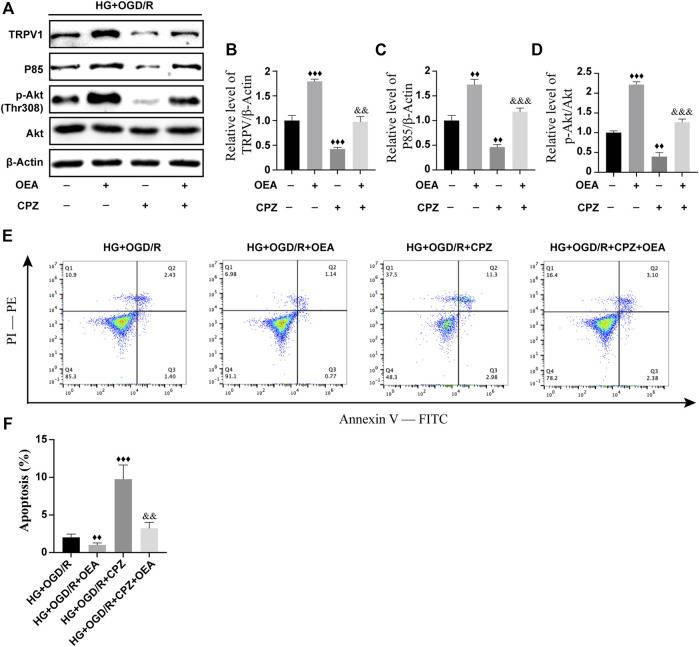 A
HG+OGD/R
TRPV1
P85
p-Akt
(Thr308)
Akt
β-Actin
OEA – + – +
CPZ – – + +
B
Relative level of
TRPV/β-Actin
2.0
1.5
1.0
0.5
0.0
♦♦♦
♦♦♦
&&
OEA – + – +
CPZ – – + +
C
Relative level of
P85/β-Actin
2.0
1.5
1.0
0.5
0.0
♦♦
♦♦
&&&
– + – +
– – + +
OEA
CPZ
D
Relative level of
p-Akt/Akt
2.5
2.0
1.5
1.0
0.5
0.0
♦♦♦
♦♦
&&&
OEA – + – +
CPZ – – + +
E
PI — PE
HG+OGD/R
Q1
10.9
Q2
2.43
Q4
85.3
1.40
HG+OGD/R+OEA
Q1
6.98
Q2
1.14
Q4
91.1
0.77
HG+OGD/R+CPZ
Q1
37.5
Q2
11.3
Q4
48.3
2.98
HG+OGD/R+CPZ+OEA
Q1
16.4
Q2
3.10
Q4
78.2
2.38
Annexin V — FITC
F
Apoptosis (%)
15
10
5
0
♦♦
♦♦♦
&&
HG+OGD/R
HG+OGD/R+OEA
HG+OGD/R+CPZ
HG+OGD/R+CPZ+OEA